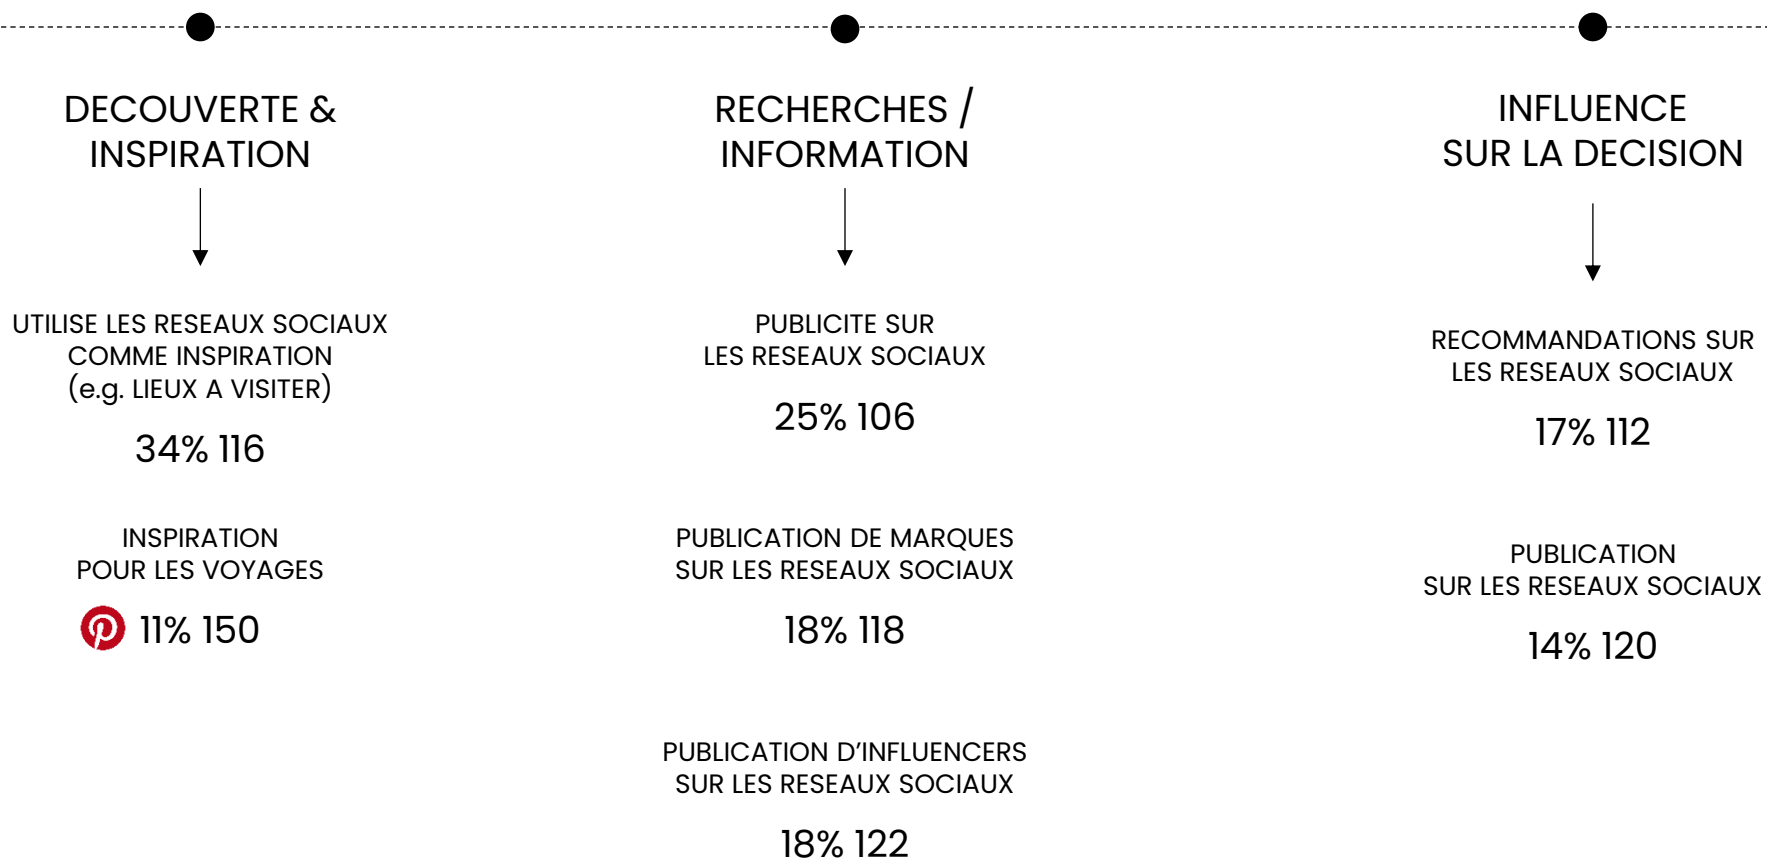 DECOUVERTE &
INSPIRATION
UTILISE LES RESEAUX SOCIAUX
COMME INSPIRATION
(e.g. LIEUX A VISITER)
34% 116
INSPIRATION
POUR LES VOYAGES
11% 150
RECHERCHES /
INFORMATION
PUBLICITE SUR
LES RESEAUX SOCIAUX
25% 106
PUBLICATION DE MARQUES
SUR LES RESEAUX SOCIAUX
18% 118
PUBLICATION D’INFLUENCERS
SUR LES RESEAUX SOCIAUX
18% 122
INFLUENCE
SUR LA DECISION
RECOMMANDATIONS SUR
LES RESEAUX SOCIAUX
17% 112
PUBLICATION
SUR LES RESEAUX SOCIAUX
14% 120